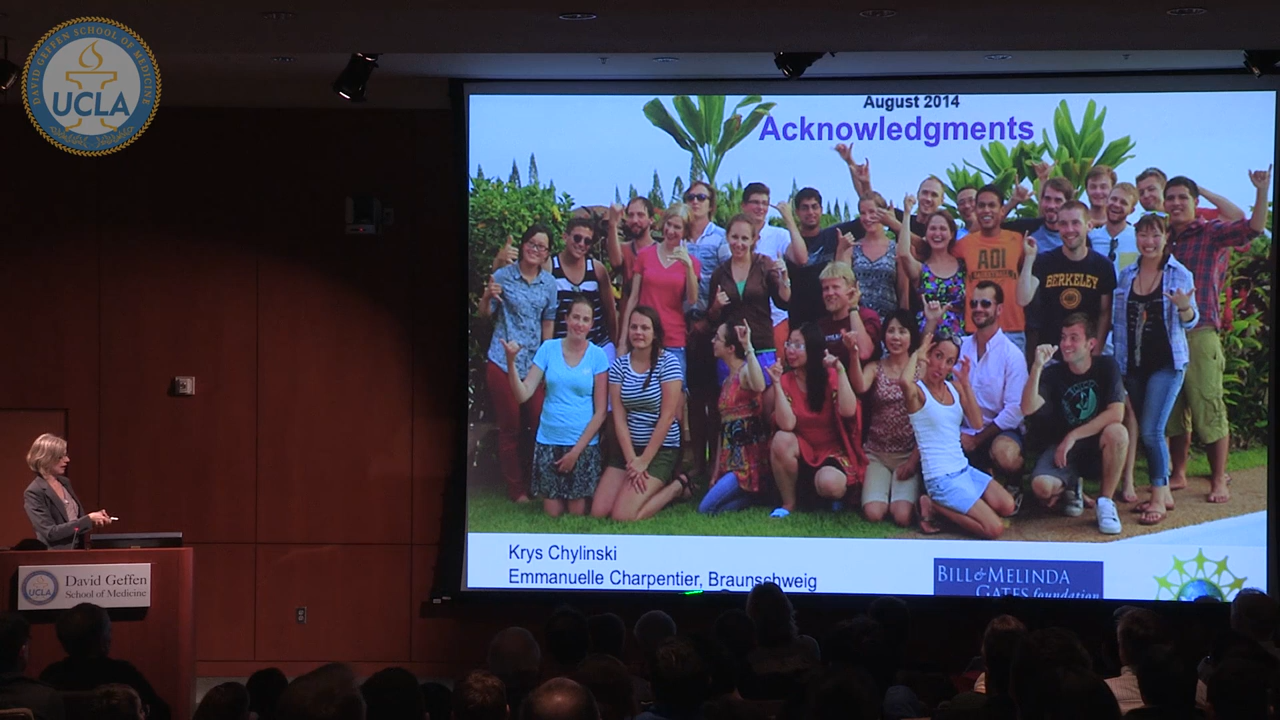 DAVID GEFFEN SCHOOL OF MEDICINE
UCLA
August 2014
Acknowledgments
AOI
BERKELEY
Krys Chylinski
Emmanuelle Charpentier, Braunschweig
BILL & MELINDA
GATES foundation
UCLA
David Geffen
School of Medicine